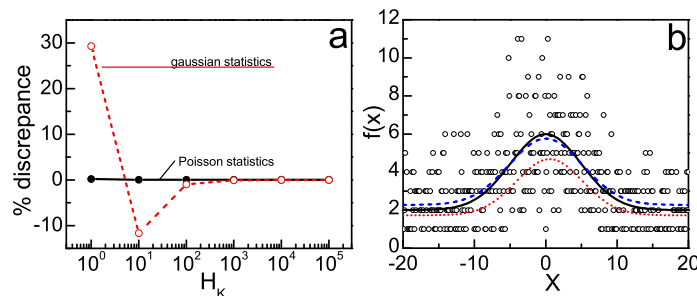 a
% discrepance
30
20
10
0
-10
gaussian statistics
Poisson statistics
10^0 10^1 10^2 10^3 10^4 10^5
H_K
b
f(x)
12
10
8
6
4
2
0
-20 -10 0 10 20
X